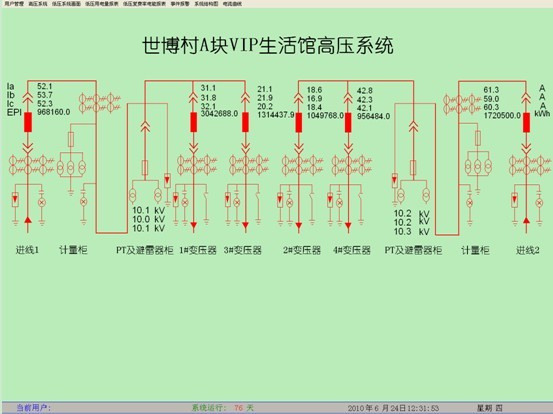 用户管理 高压系统 低压系统画面 低压用电量报表 低压复费率电能报表 事件报警 系统结构图 电流曲线
世博村A块VIP生活馆高压系统
Ia 52.1
Ib 53.7
Ic 52.3
EPI 968160.0
31.1
31.8
32.1
3042688.0
21.1
21.9
20.2
1314437.9
18.6
16.9
18.4
1049768.0
42.8
42.3
42.1
956484.0
61.3 A
59.0 A
60.3 A
1720500.0 kWh
10.1 kV
10.0 kV
10.1 kV
10.2 kV
10.2 kV
10.3 kV
进线1 计量柜 PT及避雷器柜 1#变压器 3#变压器 2#变压器 4#变压器 PT及避雷器柜 计量柜 进线2
当前用户: 系统运行: 76 天 2010年6月24日12:31:53 星期 四